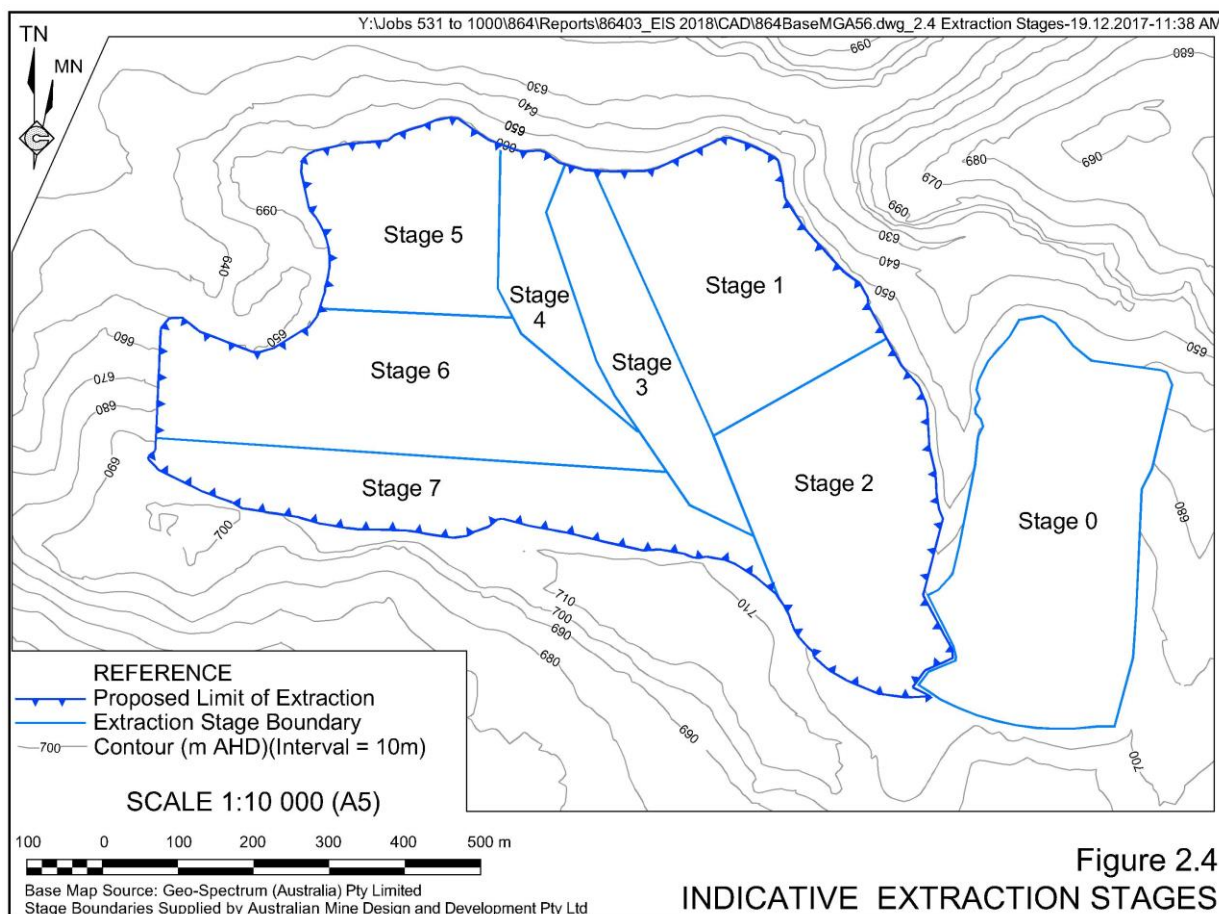 Y:\Jobs 531 to 1000\864\Reports\86403_EIS 2018\CAD\864BaseMGA56.dwg_2.4 Extraction Stages-19.12.2017-11:38 AM
TN
MN
660
680
630
640
650
660
690
680
670
660
660
630
640
640
650
650
650
Stage 5
Stage 4
Stage 1
Stage 3
Stage 6
Stage 2
Stage 7
Stage 0
660
670
680
690
700
680
710
710
700
690
680
690
700
REFERENCE
Proposed Limit of Extraction
Extraction Stage Boundary
700 Contour (m AHD)(Interval = 10m)
SCALE 1:10 000 (A5)
100 0 100 200 300 400 500 m
Base Map Source: Geo-Spectrum (Australia) Pty Limited
Stage Boundaries Supplied by Australian Mine Design and Development Pty Ltd
Figure 2.4
INDICATIVE EXTRACTION STAGES